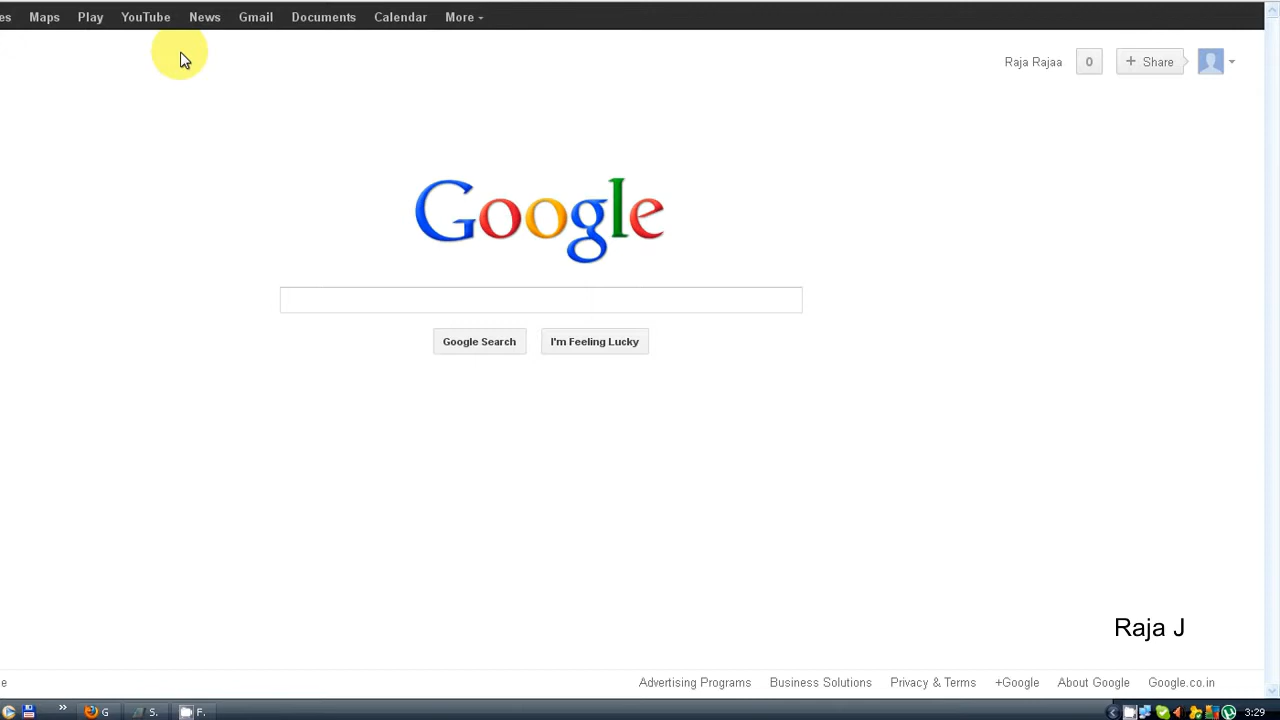 es Maps Play YouTube News Gmail Documents Calendar More
Raja Rajaa 0 + Share
Google
Google Search I'm Feeling Lucky
Raja J
e Advertising Programs Business Solutions Privacy & Terms +Google About Google Google.co.in
» G S. F. 3:29